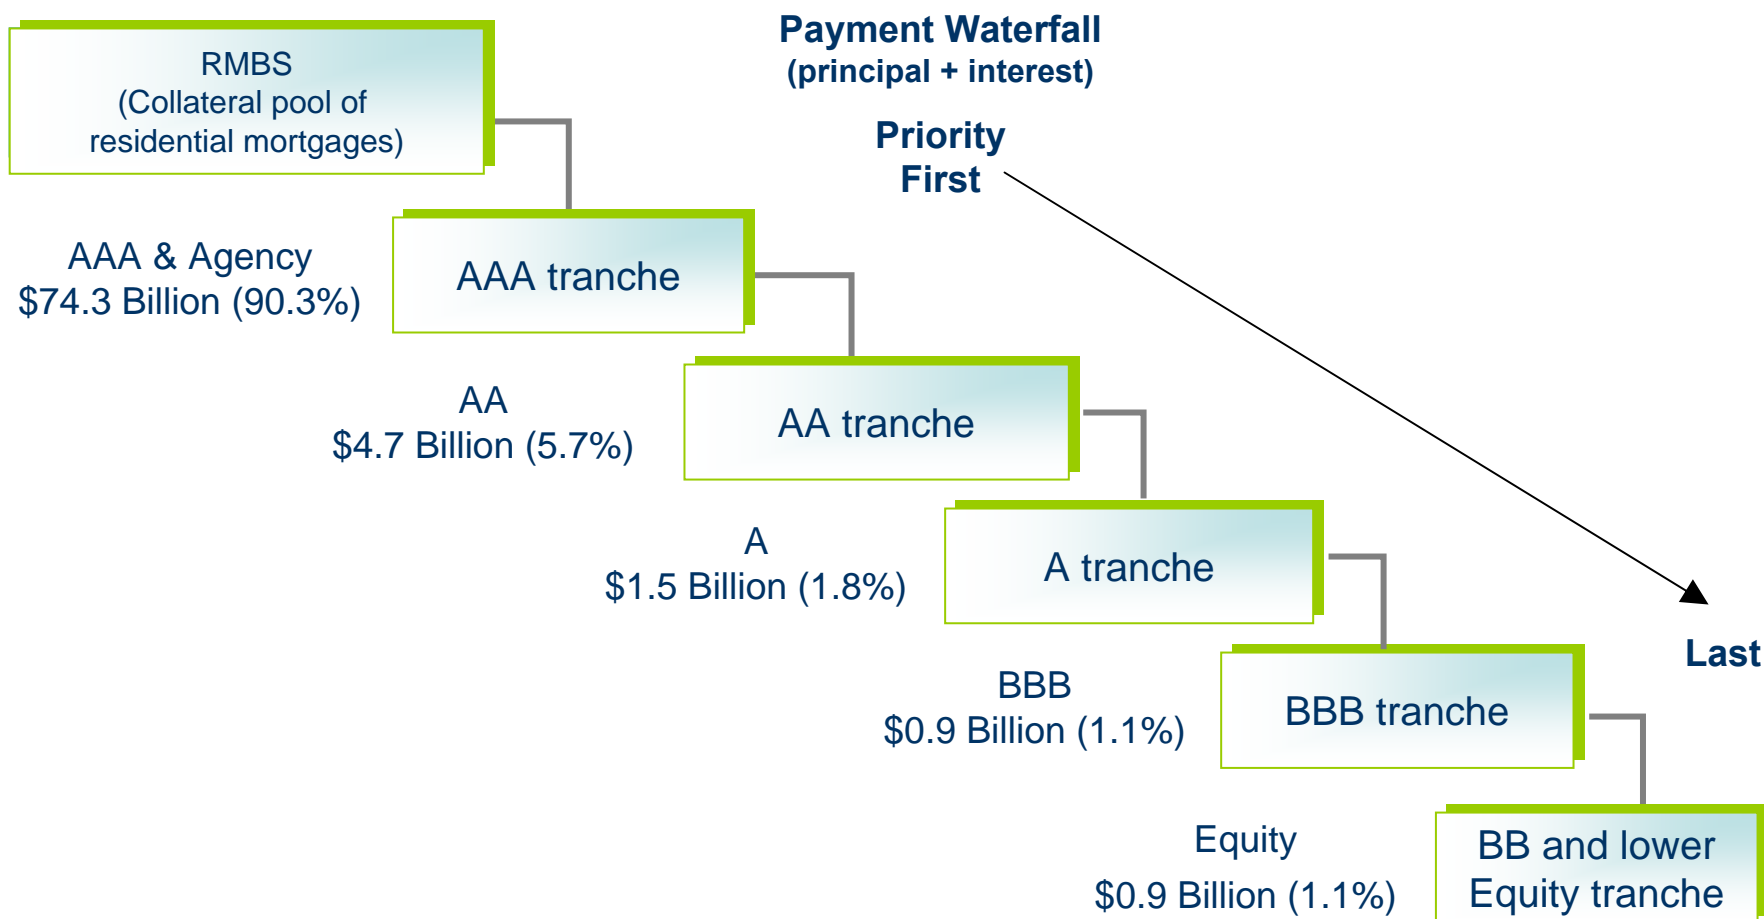 Payment Waterfall
(principal + interest)
RMBS
(Collateral pool of
residential mortgages)
Priority
First
AAA & Agency
$74.3 Billion (90.3%)
AAA tranche
AA
$4.7 Billion (5.7%)
AA tranche
A
$1.5 Billion (1.8%)
A tranche
Last
BBB
$0.9 Billion (1.1%)
BBB tranche
Equity
$0.9 Billion (1.1%)
BB and lower
Equity tranche